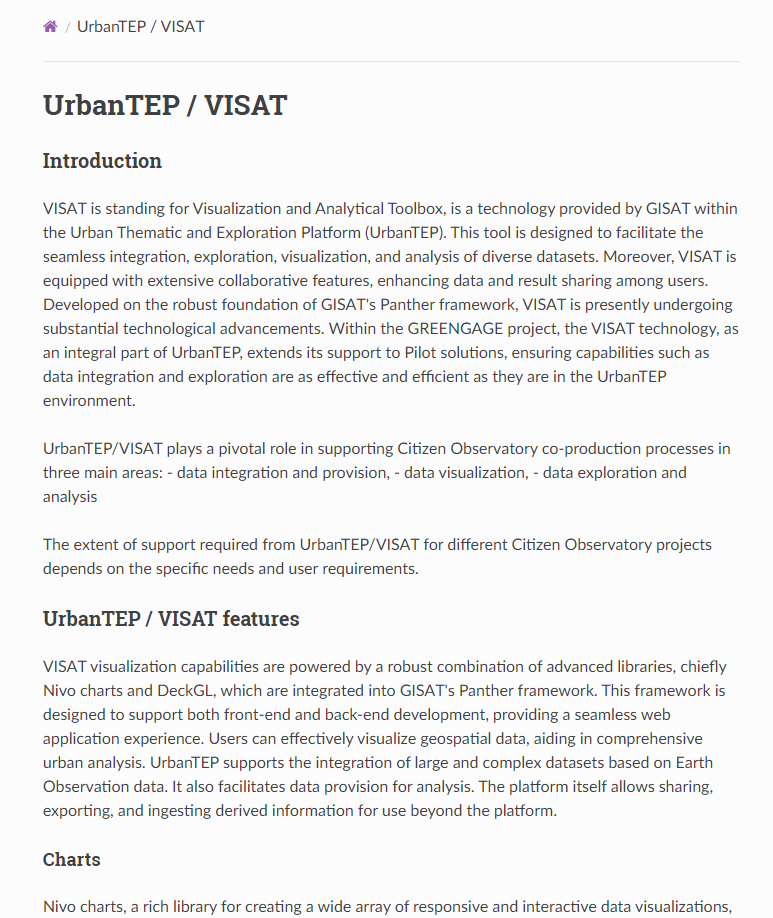 / UrbanTEP / VISAT
UrbanTEP / VISAT
Introduction
VISAT is standing for Visualization and Analytical Toolbox, is a technology provided by GISAT within
the Urban Thematic and Exploration Platform (UrbanTEP). This tool is designed to facilitate the
seamless integration, exploration, visualization, and analysis of diverse datasets. Moreover, VISAT is
equipped with extensive collaborative features, enhancing data and result sharing among users.
Developed on the robust foundation of GISAT's Panther framework, VISAT is presently undergoing
substantial technological advancements. Within the GREENGAGE project, the VISAT technology, as
an integral part of UrbanTEP, extends its support to Pilot solutions, ensuring capabilities such as
data integration and exploration are as effective and efficient as they are in the UrbanTEP
environment.
UrbanTEP/VISAT plays a pivotal role in supporting Citizen Observatory co-production processes in
three main areas: - data integration and provision, - data visualization, - data exploration and
analysis
The extent of support required from UrbanTEP/VISAT for different Citizen Observatory projects
depends on the specific needs and user requirements.
UrbanTEP / VISAT features
VISAT visualization capabilities are powered by a robust combination of advanced libraries, chiefly
Nivo charts and DeckGL, which are integrated into GISAT's Panther framework. This framework is
designed to support both front-end and back-end development, providing a seamless web
application experience. Users can effectively visualize geospatial data, aiding in comprehensive
urban analysis. UrbanTEP supports the integration of large and complex datasets based on Earth
Observation data. It also facilitates data provision for analysis. The platform itself allows sharing,
exporting, and ingesting derived information for use beyond the platform.
Charts
Nivo charts, a rich library for creating a wide array of responsive and interactive data visualizations,